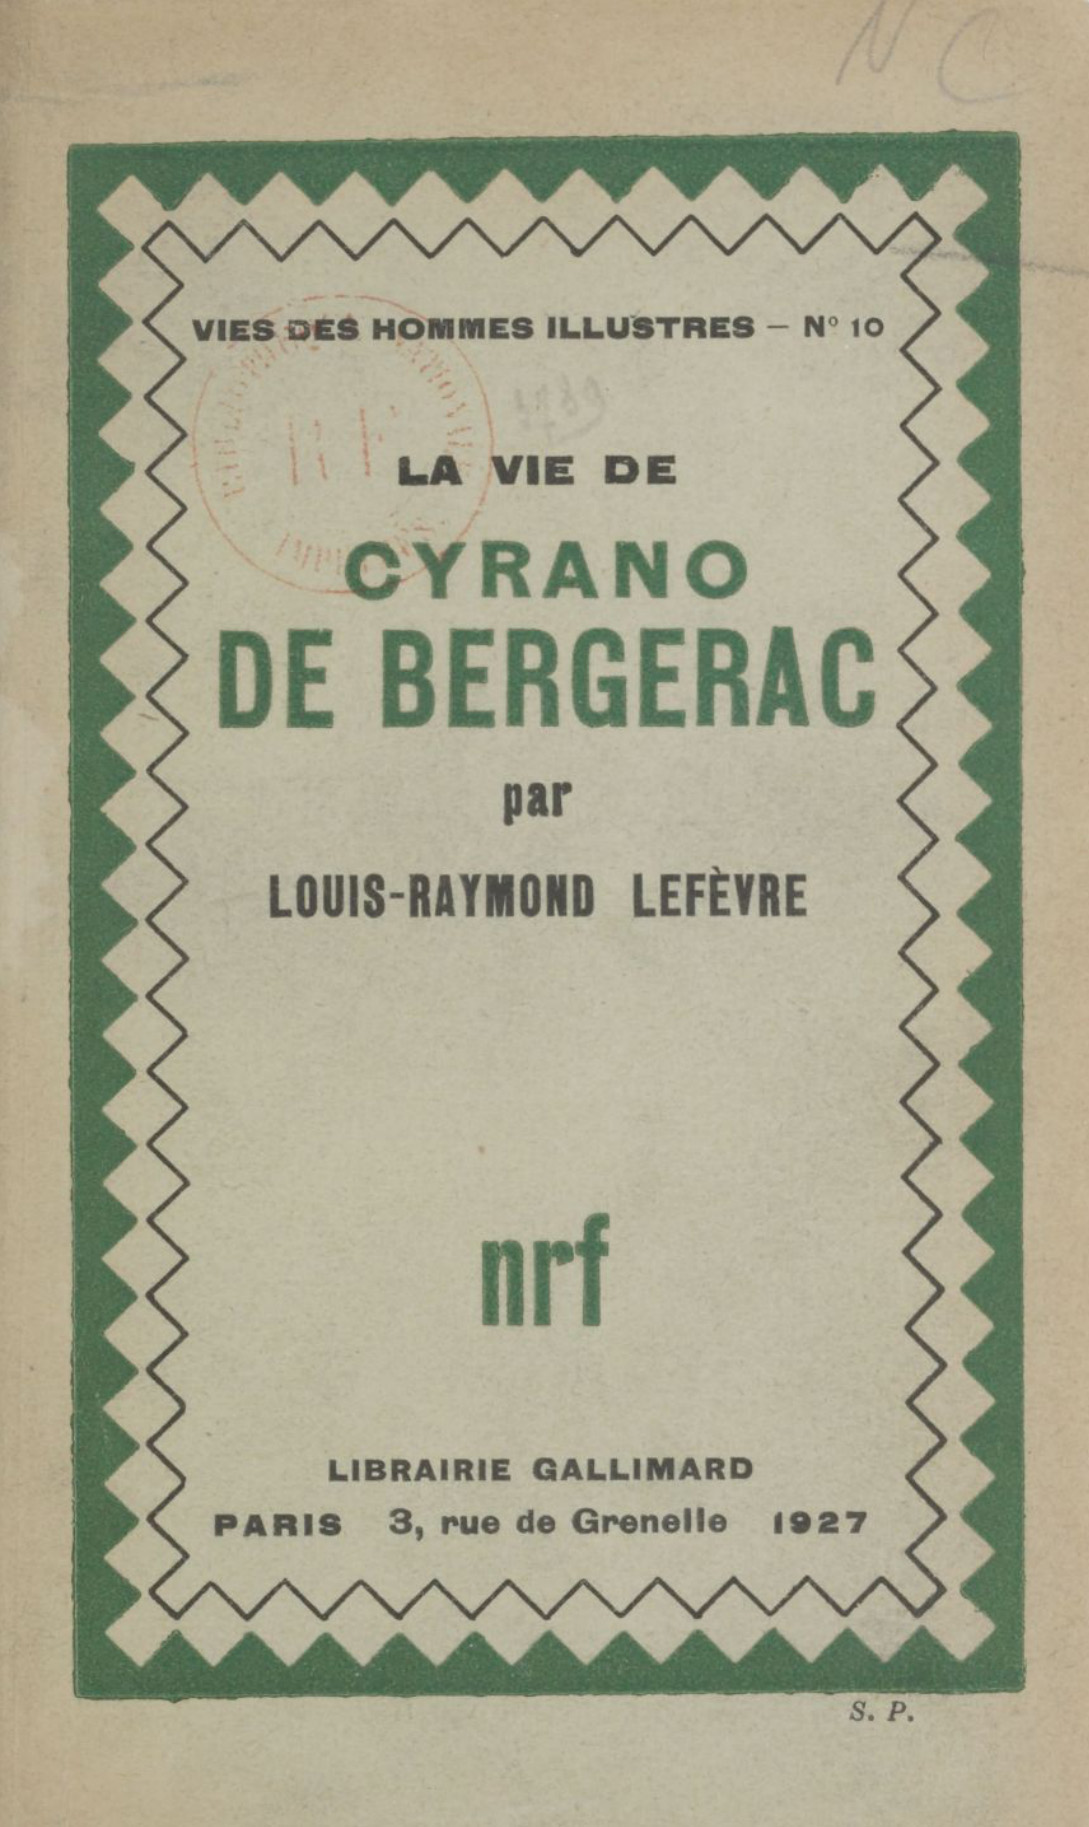 N C
VIES DES HOMMES ILLUSTRES — Nº 10
LA VIE DE
CYRANO
DE BERGERAC
par
LOUIS-RAYMOND LEFÈVRE
nrf
LIBRAIRIE GALLIMARD
PARIS 3, rue de Grenelle 1927
S. P.